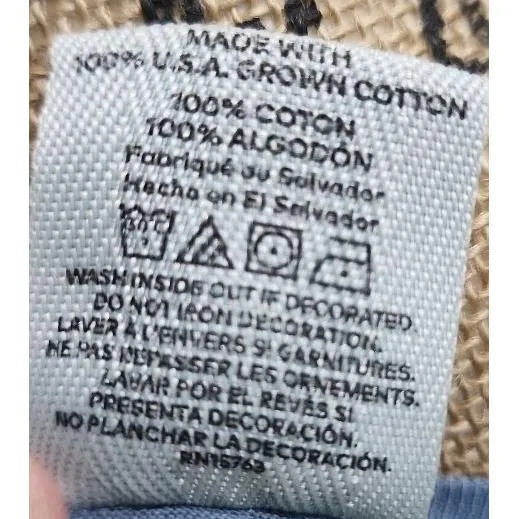 MADE WITH
100% U.S.A. GROWN COTTON
100% COTON
100% ALGODÓN
Fabriqué au Salvador
Hecho en El Salvador
WASH INSIDE OUT IF DECORATED.
DO NOT IRON DECORATION.
LAVER À L'ENVERS SI GARNITURES.
NE PAS REPASSER LES ORNEMENTS.
LAVAR POR EL REVÉS SI
PRESENTA DECORACIÓN.
NO PLANCHAR LA DECORACIÓN.
RN15763